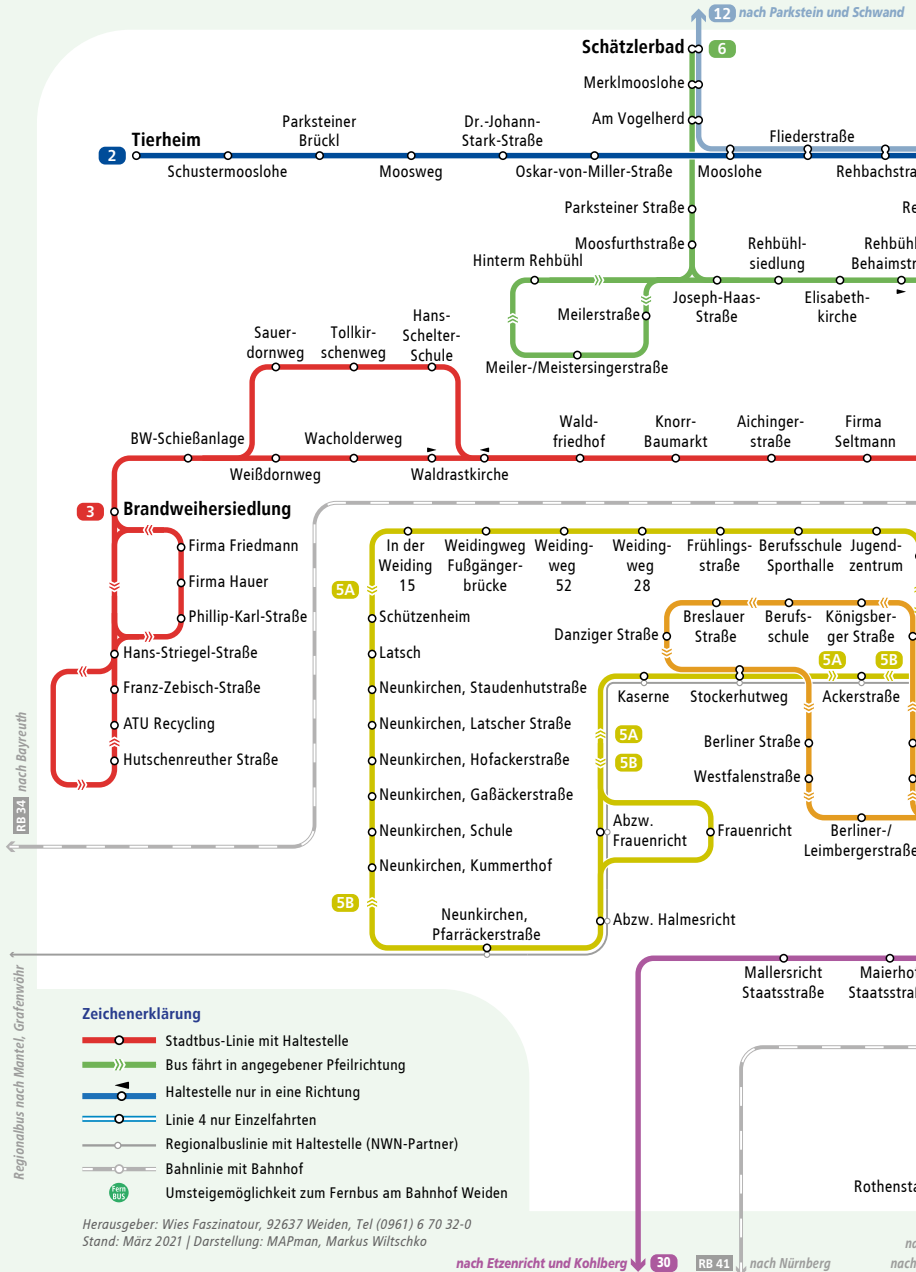 12 nach Parkstein und Schwand
Schätzlerbad 6
Merklmooslohe
Am Vogelherd
Fliederstraße
Parksteiner
Brückl
Dr.-Johann-
Stark-Straße
Tierheim
2
Schustermooslohe
Moosweg
Oskar-von-Miller-Straße
Mooslohe
Rehbachstra
Parksteiner Straße
Re
Moosfurthstraße
Hinterm Rehbühl
Rehbühl-
siedlung
Rehbühl
Behaimstr
Meilerstraße
Joseph-Haas-
Straße
Elisabeth-
kirche
Meiler-/Meistersingerstraße
Sauer-
dornweg
Tollkir-
schenweg
Hans-
Schelter-
Schule
BW-Schießanlage
Wacholderweg
Wald-
friedhof
Knorr-
Baumarkt
Aichinger-
straße
Firma
Seltmann
Weißdornweg
Waldrastkirche
3 Brandweihersiedlung
Firma Friedmann
Firma Hauer
Phillip-Karl-Straße
Hans-Striegel-Straße
Franz-Zebisch-Straße
ATU Recycling
Hutschenreuther Straße
RB 34 nach Bayreuth
In der
Weiding
15
Weidingweg
Fußgänger-
brücke
Weiding-
weg
52
Weiding-
weg
28
Frühlings-
straße
Berufsschule
Sporthalle
Jugend-
zentrum
5A
Schützenheim
Latsch
Neunkirchen, Staudenhutstraße
Neunkirchen, Latscher Straße
Neunkirchen, Hofackerstraße
Neunkirchen, Gaßäckerstraße
Neunkirchen, Schule
Neunkirchen, Kummerthof
5B
Neunkirchen,
Pfarräckerstraße
Danziger Straße
Breslauer
Straße
Berufs-
schule
Königsber-
ger Straße
5A
5B
Kaserne
Stockerhutweg
Ackerstraße
5A
5B
Berliner Straße
Westfalenstraße
Berliner-/
Leimbergerstraße
Abzw.
Frauenricht
Frauenricht
Abzw. Halmesricht
Mallersricht
Staatsstraße
Maierhof
Staatsstraß
Regionalbus nach Mantel, Grafenwöhr
Zeichenerklärung
Stadtbus-Linie mit Haltestelle
Bus fährt in angegebener Pfeilrichtung
Haltestelle nur in eine Richtung
Linie 4 nur Einzelfahrten
Regionalbuslinie mit Haltestelle (NWN-Partner)
Bahnlinie mit Bahnhof
Fern
BUS
Umsteigemöglichkeit zum Fernbus am Bahnhof Weiden
Herausgeber: Wies Faszinatour, 92637 Weiden, Tel (0961) 6 70 32-0
Stand: März 2021 | Darstellung: MAPman, Markus Wiltschko
Rothensta
nach Etzenricht und Kohlberg 30
RB 41 nach Nürnberg
na
nach